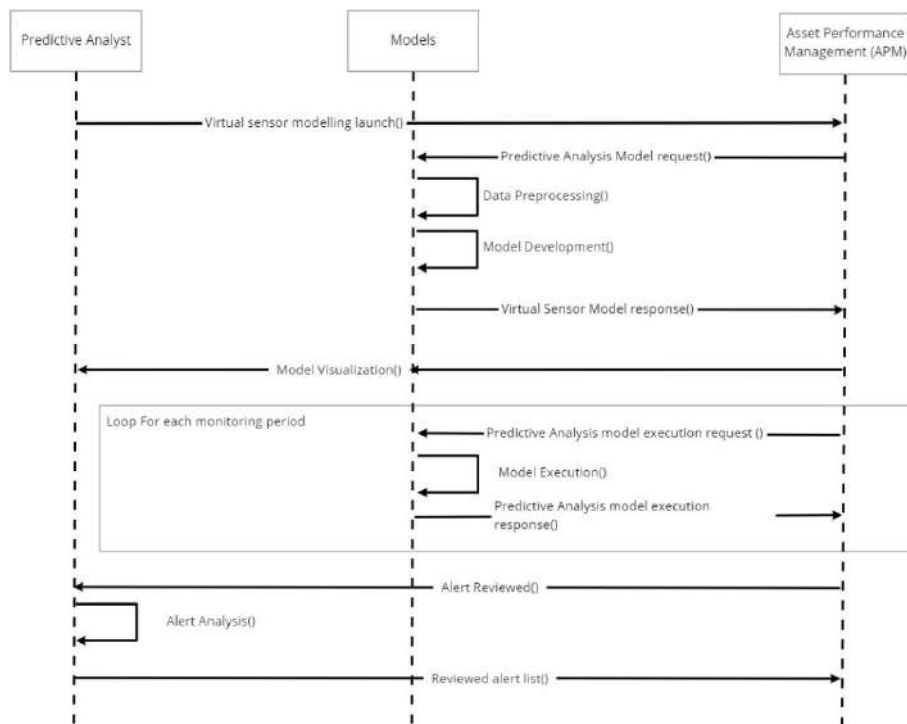 Predictive Analyst
Models
Asset Performance
Management (APM)
Virtual sensor modelling launch()
Predictive Analysis Model request()
Data Preprocessing()
Model Development()
Virtual Sensor Model response()
Model Visualization()
Loop For each monitoring period
Predictive Analysis model execution request ()
Model Execution()
Predictive Analysis model execution
response()
Alert Reviewed()
Alert Analysis()
Reviewed alert list()